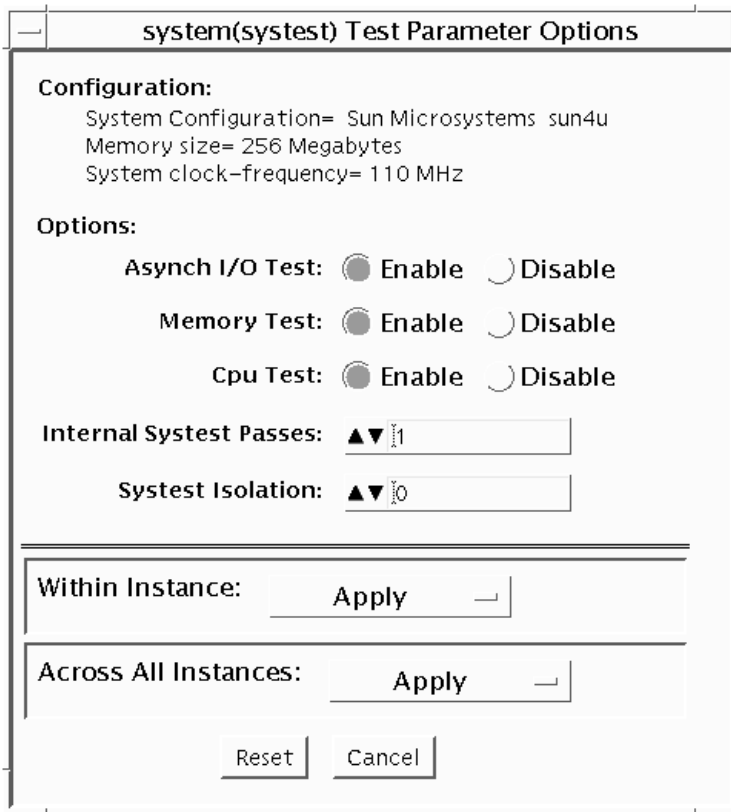 system(systest) Test Parameter Options
Configuration:
System Configuration= Sun Microsystems sun4u
Memory size= 256 Megabytes
System clock-frequency= 110 MHz
Options:
Asynch I/O Test: Enable Disable
Memory Test: Enable Disable
Cpu Test: Enable Disable
Internal Systest Passes: 1
Systest Isolation: 0
Within Instance: Apply
Across All Instances: Apply
Reset Cancel